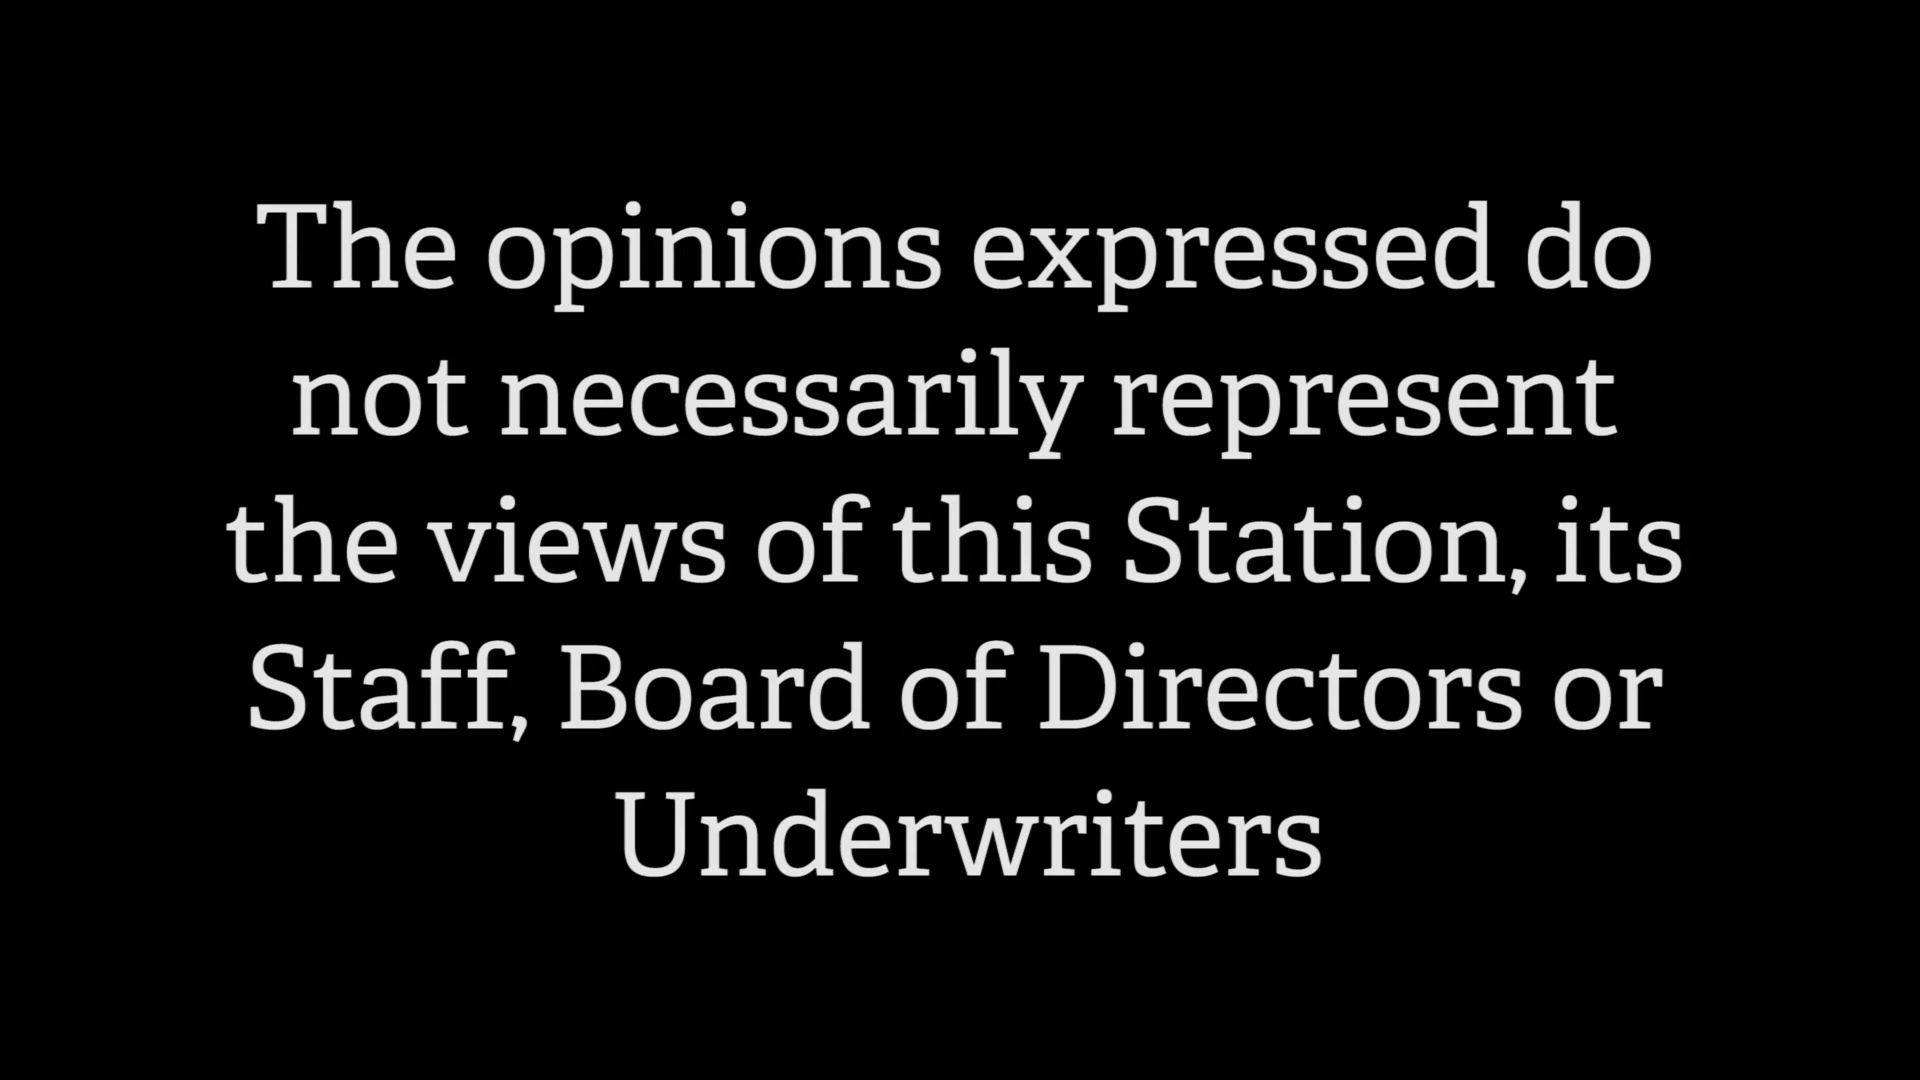 The opinions expressed do
not necessarily represent
the views of this Station, its
Staff, Board of Directors or
Underwriters